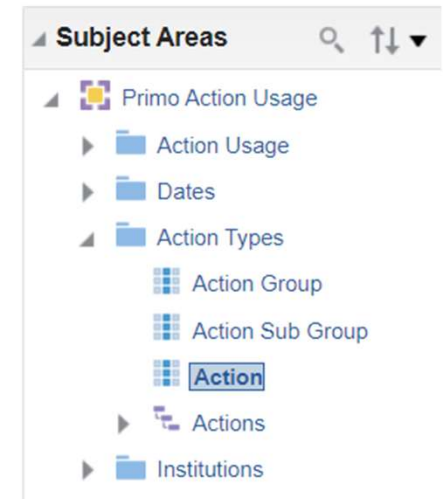 Subject Areas
Primo Action Usage
Action Usage
Dates
Action Types
Action Group
Action Sub Group
Action
Actions
Institutions